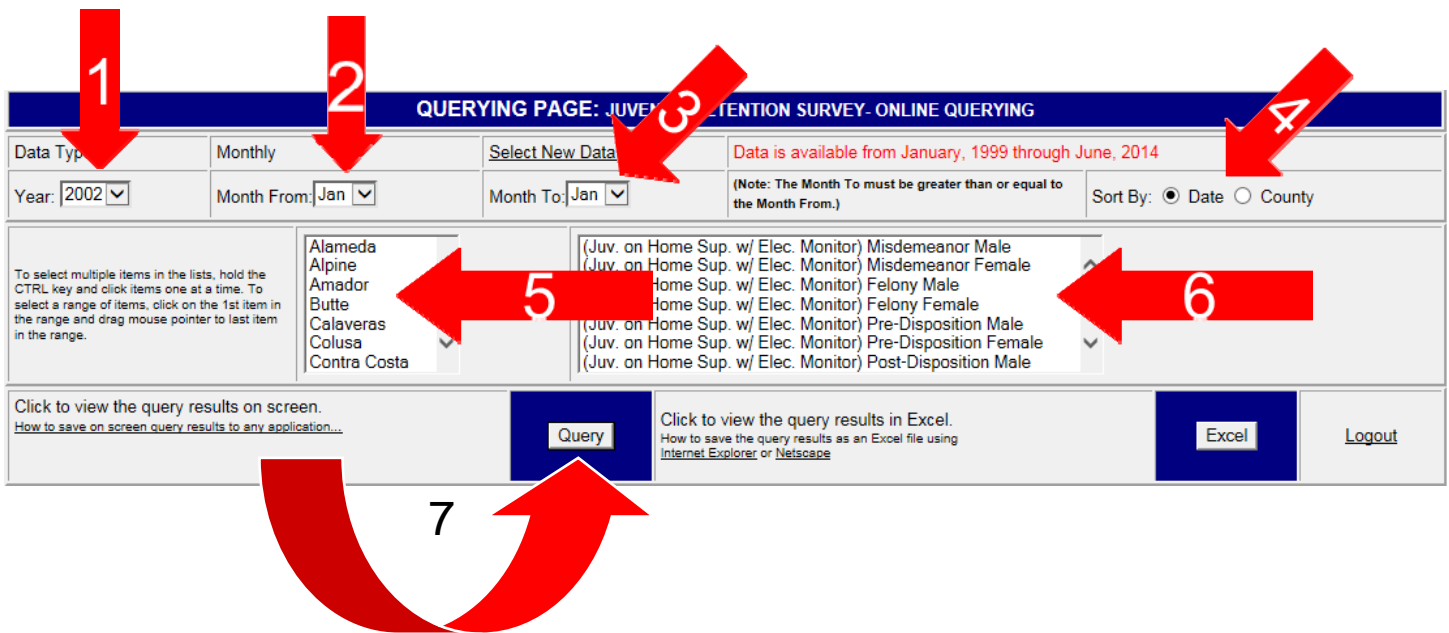 1
2
3
4
QUERYING PAGE: JUVEN TENTION SURVEY- ONLINE QUERYING
Data Typ
Monthly
Select New Data
Data is available from January, 1999 through June, 2014
Year: 2002
Month From: Jan
Month To: Jan
(Note: The Month To must be greater than or equal to
the Month From.)
Sort By: Date County
To select multiple items in the lists, hold the
CTRL key and click items one at a time. To
select a range of items, click on the 1st item in
the range and drag mouse pointer to last item
in the range.
Alameda
Alpine
Amador
Butte
Calaveras
Colusa
Contra Costa
5
(Juv. on Home Sup. w/ Elec. Monitor) Misdemeanor Male
(Juv. on Home Sup. w/ Elec. Monitor) Misdemeanor Female
Home Sup. w/ Elec. Monitor) Felony Male
Home Sup. w/ Elec. Monitor) Felony Female
(Juv. on Home Sup. w/ Elec. Monitor) Pre-Disposition Male
(Juv. on Home Sup. w/ Elec. Monitor) Pre-Disposition Female
(Juv. on Home Sup. w/ Elec. Monitor) Post-Disposition Male
6
Click to view the query results on screen.
How to save on screen query results to any application...
Query
Click to view the query results in Excel.
How to save the query results as an Excel file using
Internet Explorer or Netscape
Excel
Logout
7